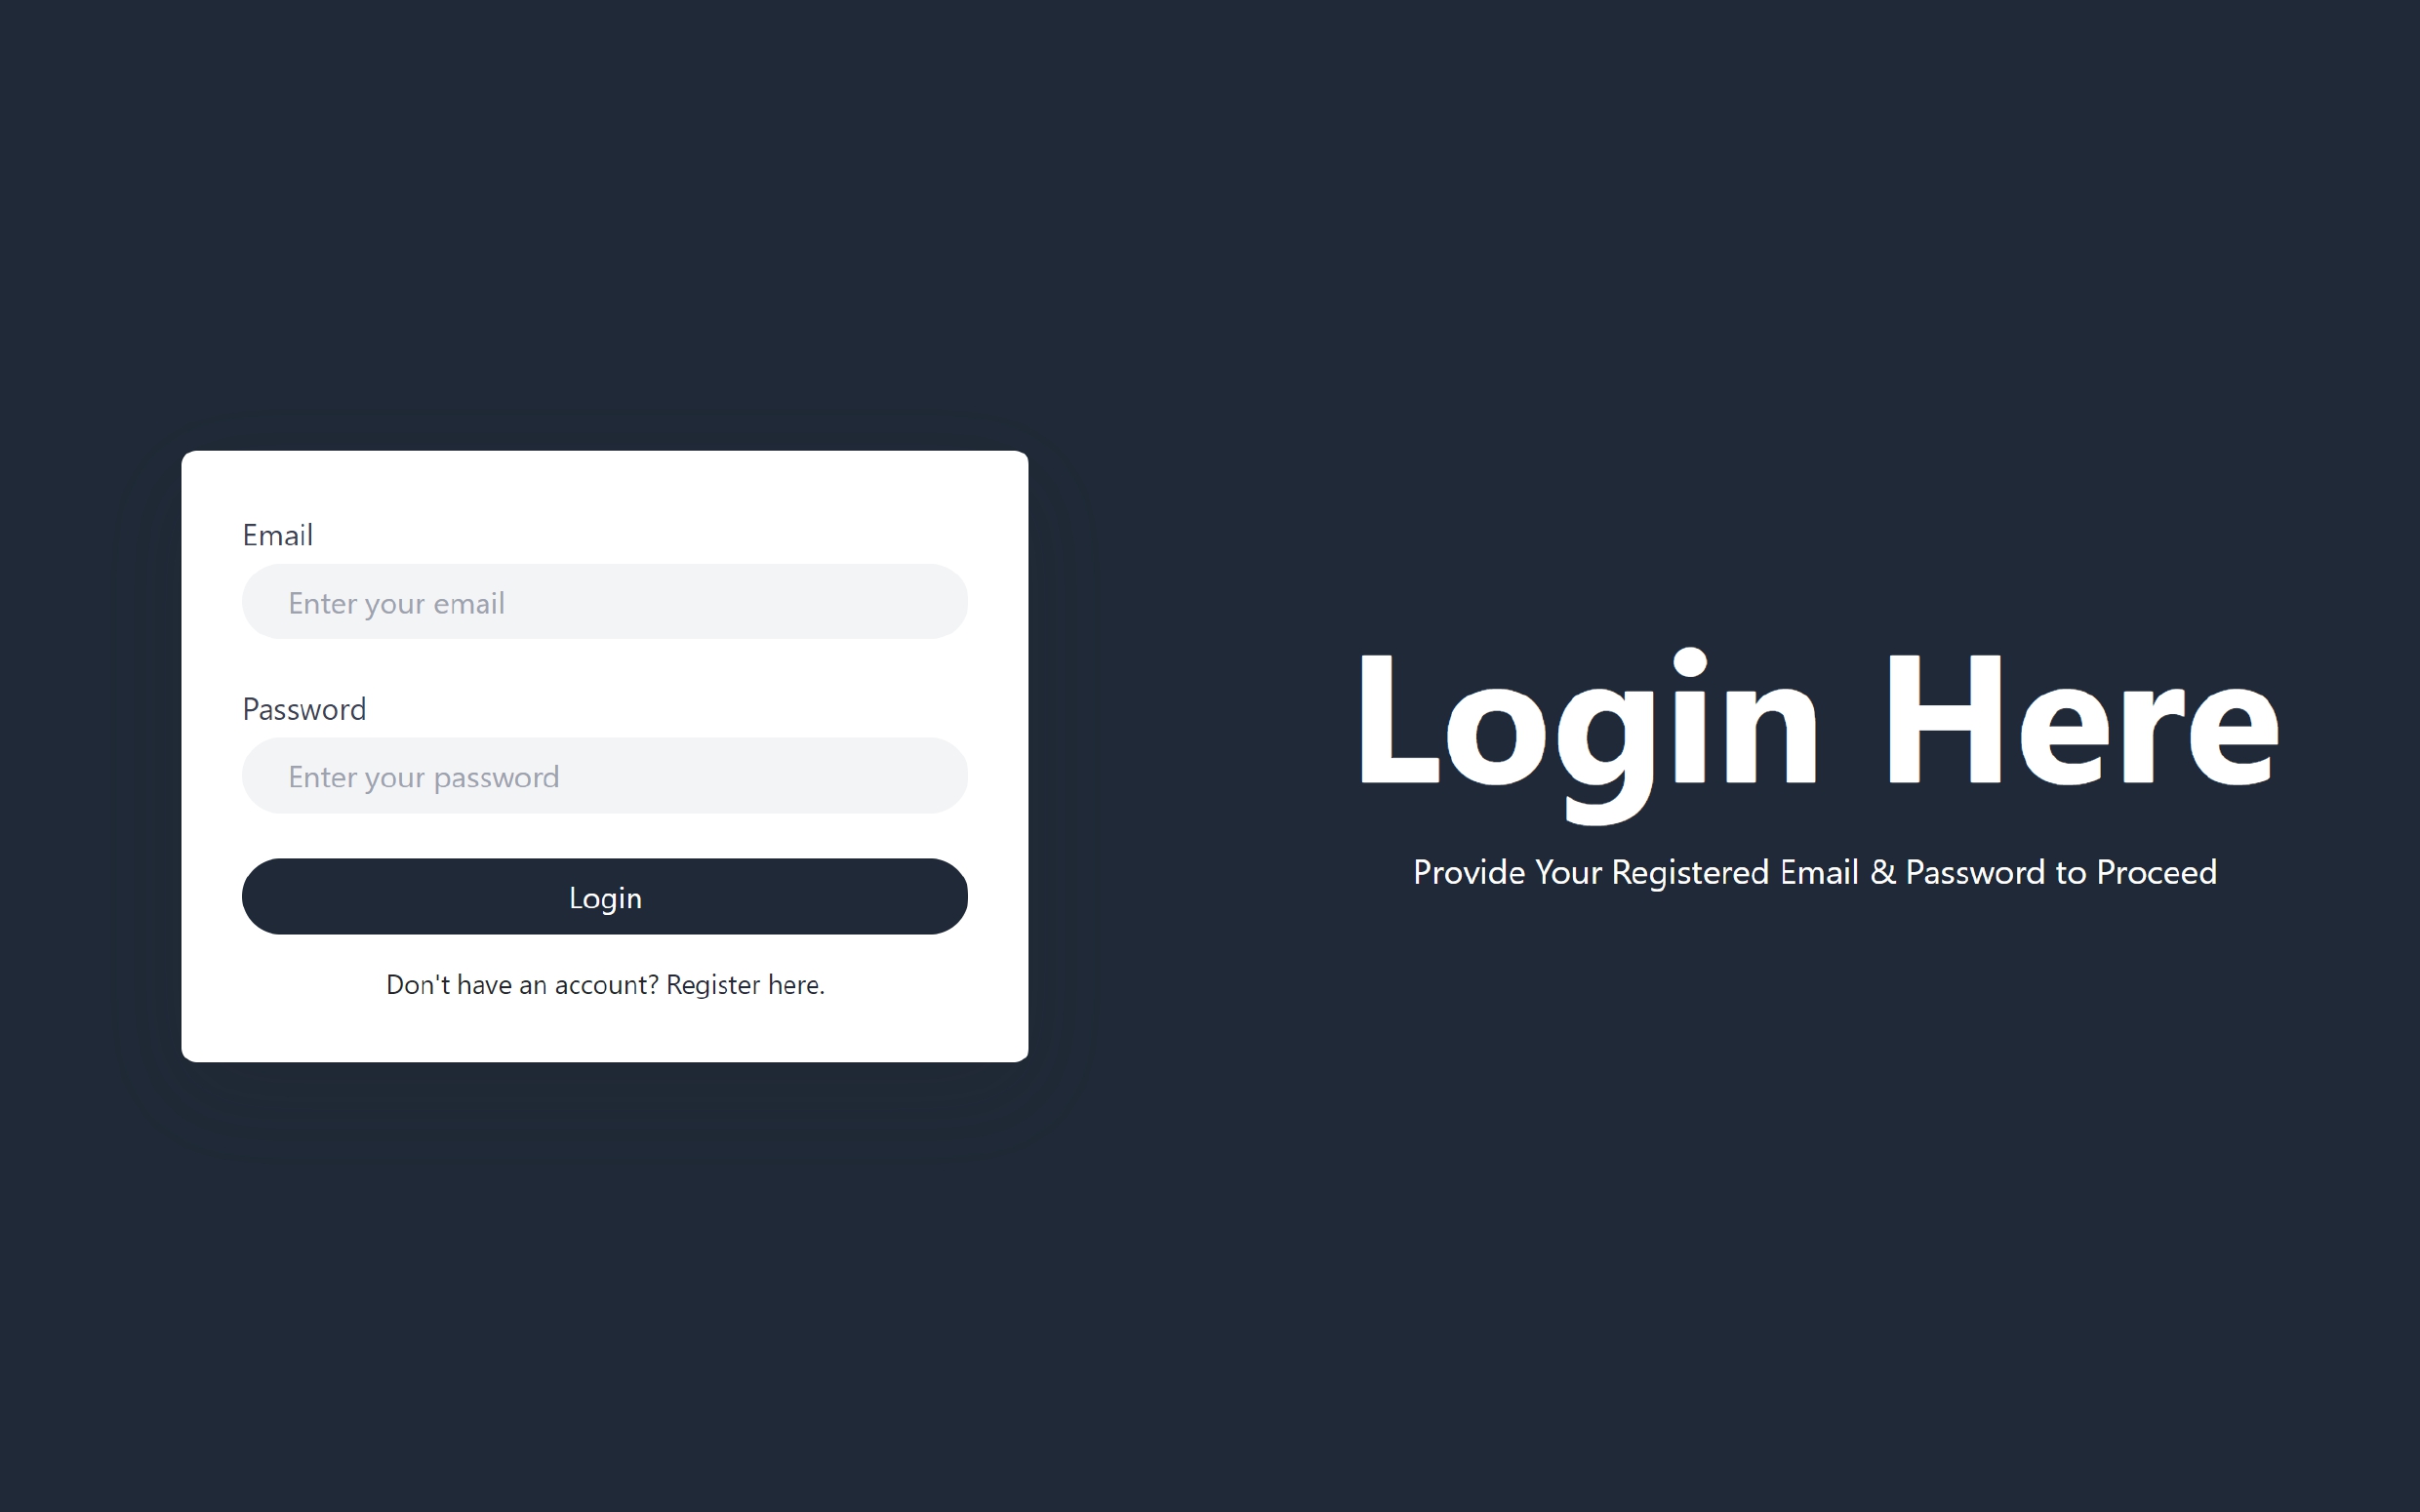 Email
Enter your email
Password
Enter your password
Login
Don't have an account? Register here.
Login Here
Provide Your Registered Email & Password to Proceed